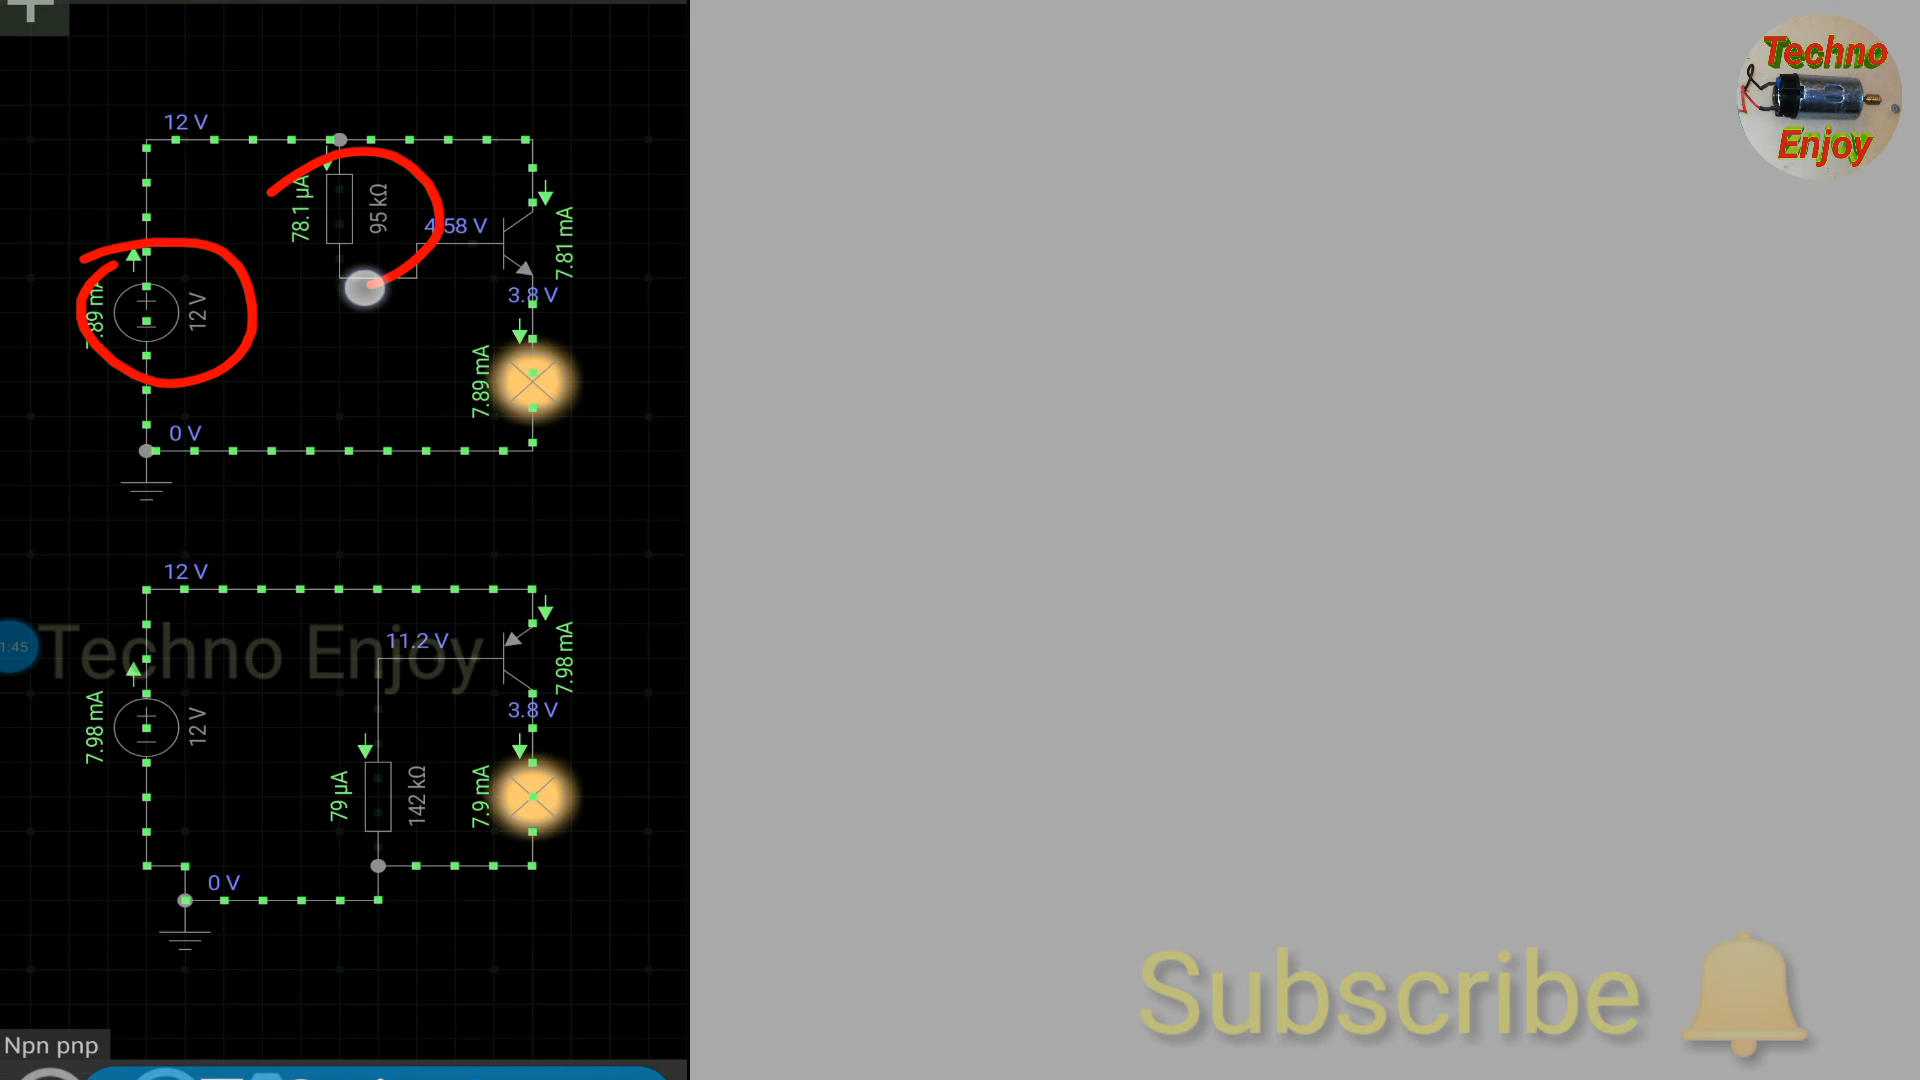 Techno
Enjoy
12 V
78.1 µA
95 kΩ
4.58 V
7.81 mA
12 V
3.8 V
7.89 mA
0 V
12 V
11.2 V
Techno Enjoy
1:45
7.98 mA
7.98 mA
12 V
3.8 V
79 µA
142 kΩ
7.9 mA
0 V
Subscribe
Npn pnp